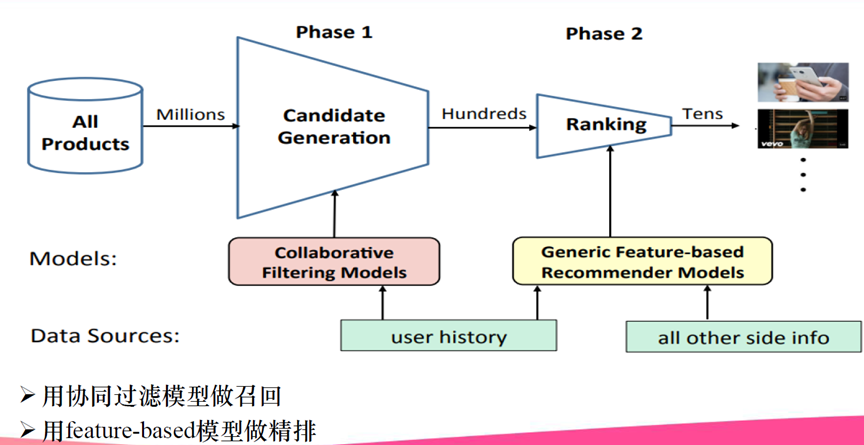 Phase 1
Phase 2
All
Products
Millions
Candidate
Generation
Hundreds
Ranking
Tens
vevo
Models:
Collaborative
Filtering Models
Generic Feature-based
Recommender Models
Data Sources:
user history
all other side info
➢ 用协同过滤模型做召回
➢ 用feature-based模型做精排